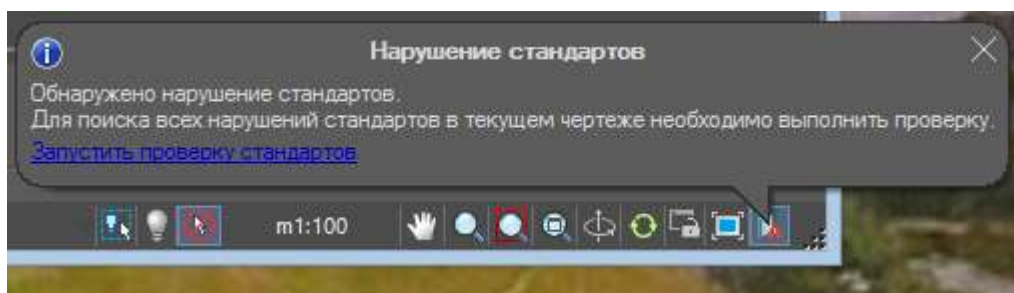 Нарушение стандартов
Обнаружено нарушение стандартов.
Для поиска всех нарушений стандартов в текущем чертеже необходимо выполнить проверку.
Запустить проверку стандартов
m1:100